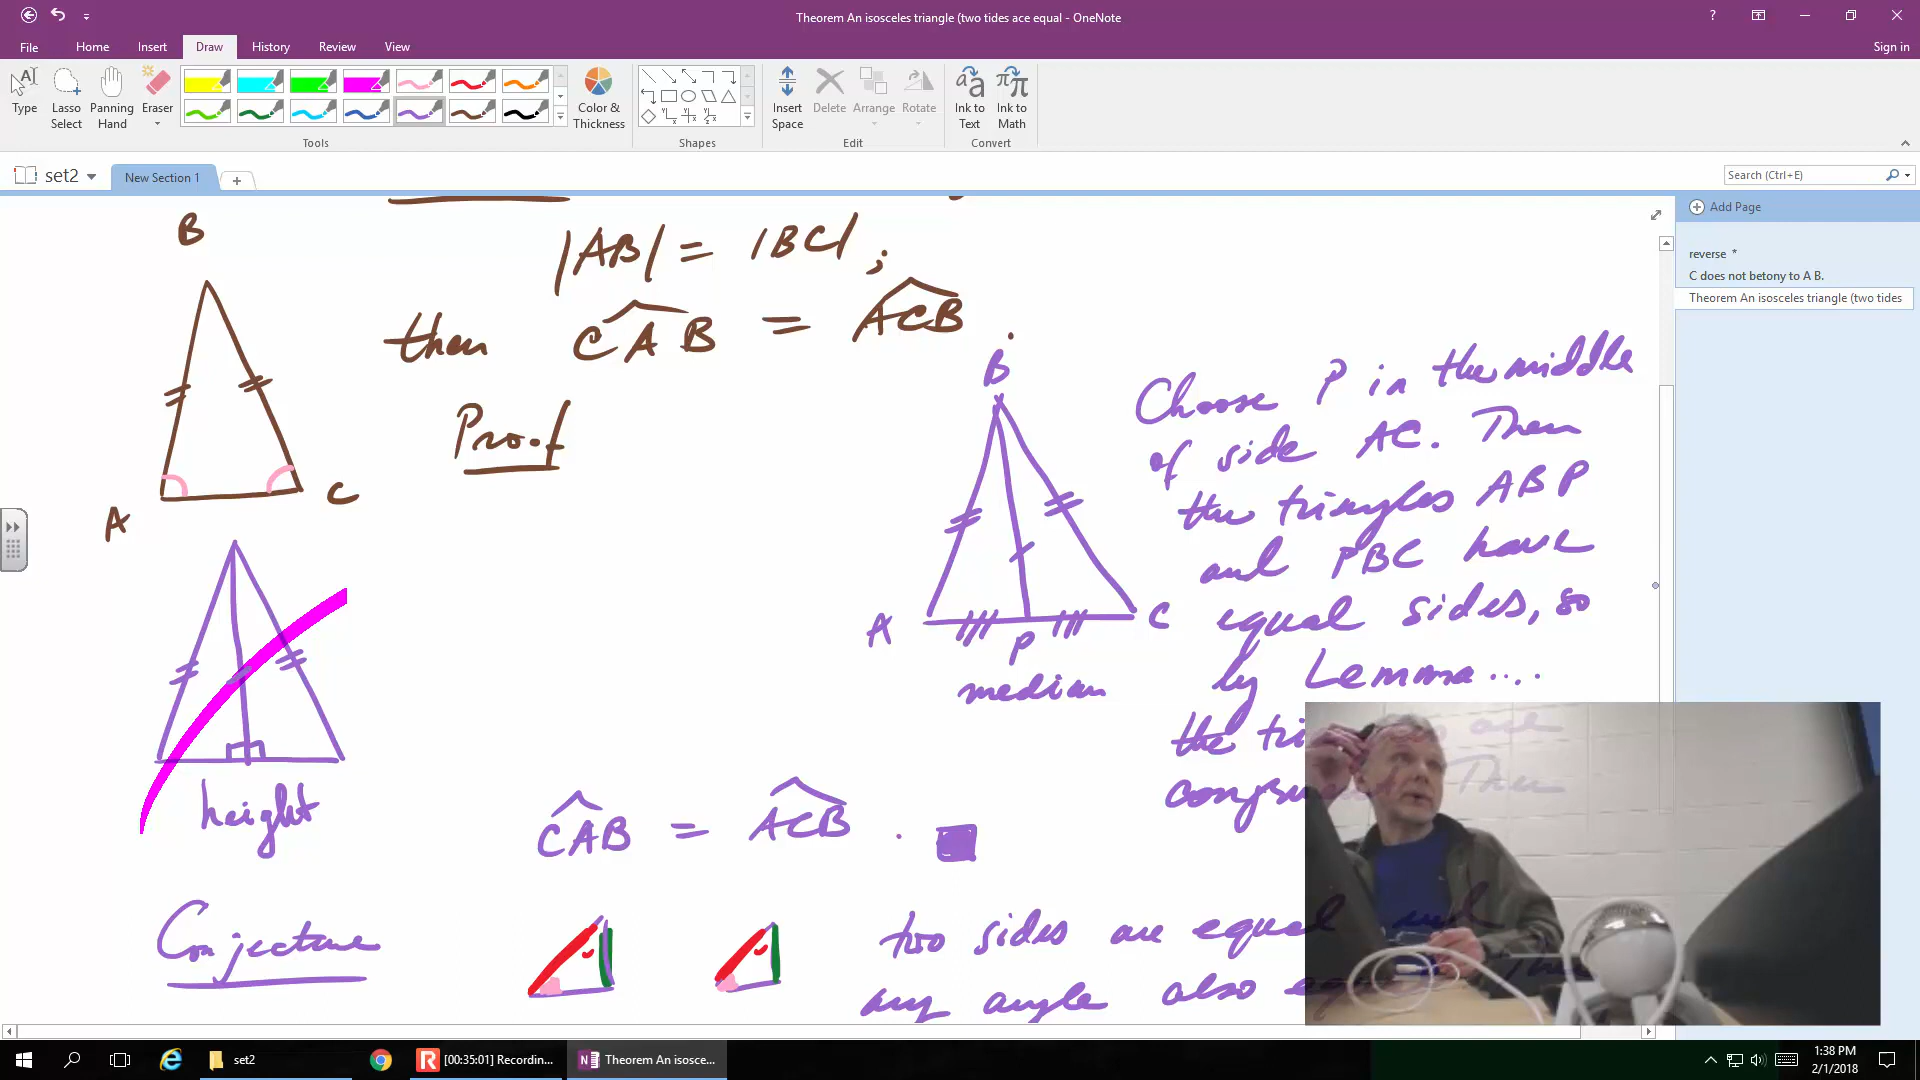 Theorem An isosceles triangle (two tides ace equal - OneNote
File Home Insert Draw History Review View
Sign in
Type
Lasso Select
Panning Hand
Eraser
Color & Thickness
Insert Space
Delete
Arrange
Rotate
Ink to Text
Ink to Math
Tools
Shapes
Edit
Convert
set2
New Section 1
Search (Ctrl+E)
Add Page
reverse *
C does not betony to A B.
Theorem An isosceles triangle (two tides
B
A
C
|AB| = |BC|,
then CAB = ACB.
Proof
B
A
P
C
median
Choose P in the middle
of side AC. Then
the triangles ABP
and PBC have
equal sides, so
by Lemma....
the are
Then
height
CAB = ACB.
Conjecture
two sides are equal and
any angle also
set2
[00:35:01] Recordin...
Theorem An isosce...
1:38 PM
2/1/2018